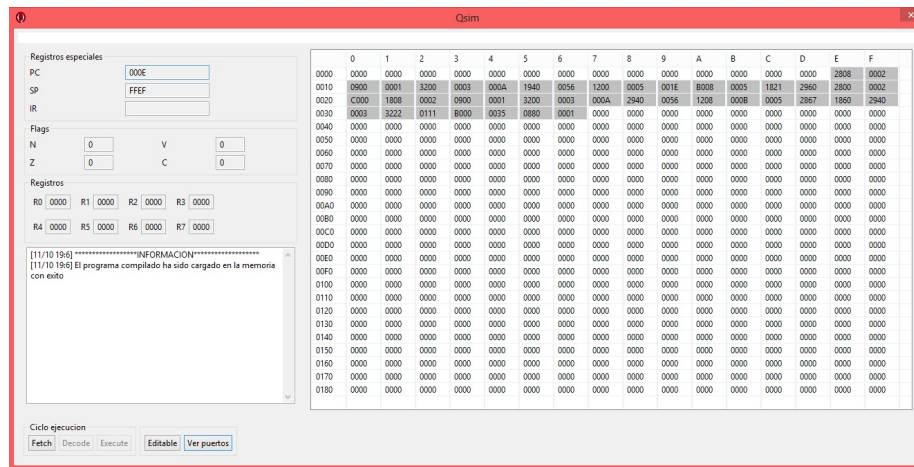 Qsim
Registros especiales
PC 000E
SP FFEF
IR
Flags
N 0 V 0
Z 0 C 0
Registros
R0 0000 R1 0000 R2 0000 R3 0000
R4 0000 R5 0000 R6 0000 R7 0000
[11/10 19:6] ******************INFORMACION*******************
[11/10 19:6] El programa compilado ha sido cargado en la memoria
con exito
Ciclo ejecucion
Fetch Decode Execute Editable Ver puertos
0 1 2 3 4 5 6 7 8 9 A B C D E F
0000 0000 0000 0000 0000 0000 0000 0000 0000 0000 0000 0000 0000 0000 0000 2808 0002
0010 0900 0001 3200 0003 000A 1940 0056 1200 0005 001E B008 0005 1821 2960 2800 0002
0020 C000 1808 0002 0900 0001 3200 0003 000A 2940 0056 1208 000B 0005 2867 1860 2940
0030 0003 3222 0111 B000 0035 0880 0001 0000 0000 0000 0000 0000 0000 0000 0000 0000
0040 0000 0000 0000 0000 0000 0000 0000 0000 0000 0000 0000 0000 0000 0000 0000 0000
0050 0000 0000 0000 0000 0000 0000 0000 0000 0000 0000 0000 0000 0000 0000 0000 0000
0060 0000 0000 0000 0000 0000 0000 0000 0000 0000 0000 0000 0000 0000 0000 0000 0000
0070 0000 0000 0000 0000 0000 0000 0000 0000 0000 0000 0000 0000 0000 0000 0000 0000
0080 0000 0000 0000 0000 0000 0000 0000 0000 0000 0000 0000 0000 0000 0000 0000 0000
0090 0000 0000 0000 0000 0000 0000 0000 0000 0000 0000 0000 0000 0000 0000 0000 0000
00A0 0000 0000 0000 0000 0000 0000 0000 0000 0000 0000 0000 0000 0000 0000 0000 0000
00B0 0000 0000 0000 0000 0000 0000 0000 0000 0000 0000 0000 0000 0000 0000 0000 0000
00C0 0000 0000 0000 0000 0000 0000 0000 0000 0000 0000 0000 0000 0000 0000 0000 0000
00D0 0000 0000 0000 0000 0000 0000 0000 0000 0000 0000 0000 0000 0000 0000 0000 0000
00E0 0000 0000 0000 0000 0000 0000 0000 0000 0000 0000 0000 0000 0000 0000 0000 0000
00F0 0000 0000 0000 0000 0000 0000 0000 0000 0000 0000 0000 0000 0000 0000 0000 0000
0100 0000 0000 0000 0000 0000 0000 0000 0000 0000 0000 0000 0000 0000 0000 0000 0000
0110 0000 0000 0000 0000 0000 0000 0000 0000 0000 0000 0000 0000 0000 0000 0000 0000
0120 0000 0000 0000 0000 0000 0000 0000 0000 0000 0000 0000 0000 0000 0000 0000 0000
0130 0000 0000 0000 0000 0000 0000 0000 0000 0000 0000 0000 0000 0000 0000 0000 0000
0140 0000 0000 0000 0000 0000 0000 0000 0000 0000 0000 0000 0000 0000 0000 0000 0000
0150 0000 0000 0000 0000 0000 0000 0000 0000 0000 0000 0000 0000 0000 0000 0000 0000
0160 0000 0000 0000 0000 0000 0000 0000 0000 0000 0000 0000 0000 0000 0000 0000 0000
0170 0000 0000 0000 0000 0000 0000 0000 0000 0000 0000 0000 0000 0000 0000 0000 0000
0180 0000 0000 0000 0000 0000 0000 0000 0000 0000 0000 0000 0000 0000 0000 0000 0000